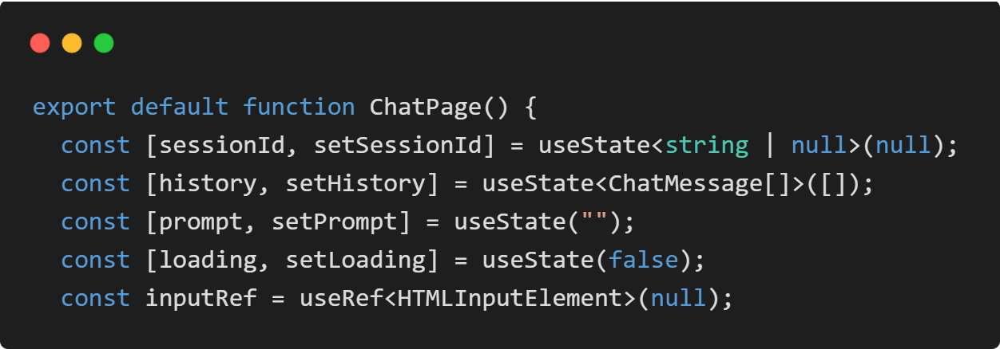 export default function ChatPage() {
  const [sessionId, setSessionId] = useState<string | null>(null);
  const [history, setHistory] = useState<ChatMessage[]>([]);
  const [prompt, setPrompt] = useState("");
  const [loading, setLoading] = useState(false);
  const inputRef = useRef<HTMLInputElement>(null);